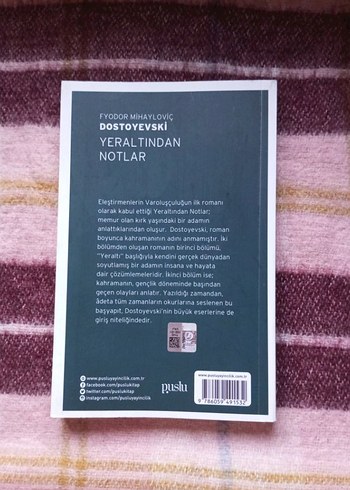 FYODOR MİHAYLOVİÇ
DOSTOYEVSKİ
YERALTINDAN
NOTLAR
Eleştirmenlerin Varoluşçuluğun ilk romanı
olarak kabul ettiği Yeraltından Notlar;
memur olan kırk yaşındaki bir adamın
anlattıklarından oluşur. Dostoyevski, roman
boyunca kahramanının adını anmamıştır. İki
bölümden oluşan romanın birinci bölümü,
"Yeraltı" başlığıyla kendini gerçek dünyadan
soyutlamış bir adamın insana ve hayata
dair çözümlemeleridir. İkinci bölüm ise;
kahramanın, gençlik döneminde başından
geçen olayları anlatır. Yazıldığı zamandan,
âdeta tüm zamanların okurlarına seslenen bu
başyapıt, Dostoyevski'nin büyük eserlerine de
giriş niteliğindedir.
www.pusluyayincilik.com.tr
facebook.com/puslukitap
twitter.com/puslukitap
instagram.com/pusluyayincilik
puslu
9 786059 491532